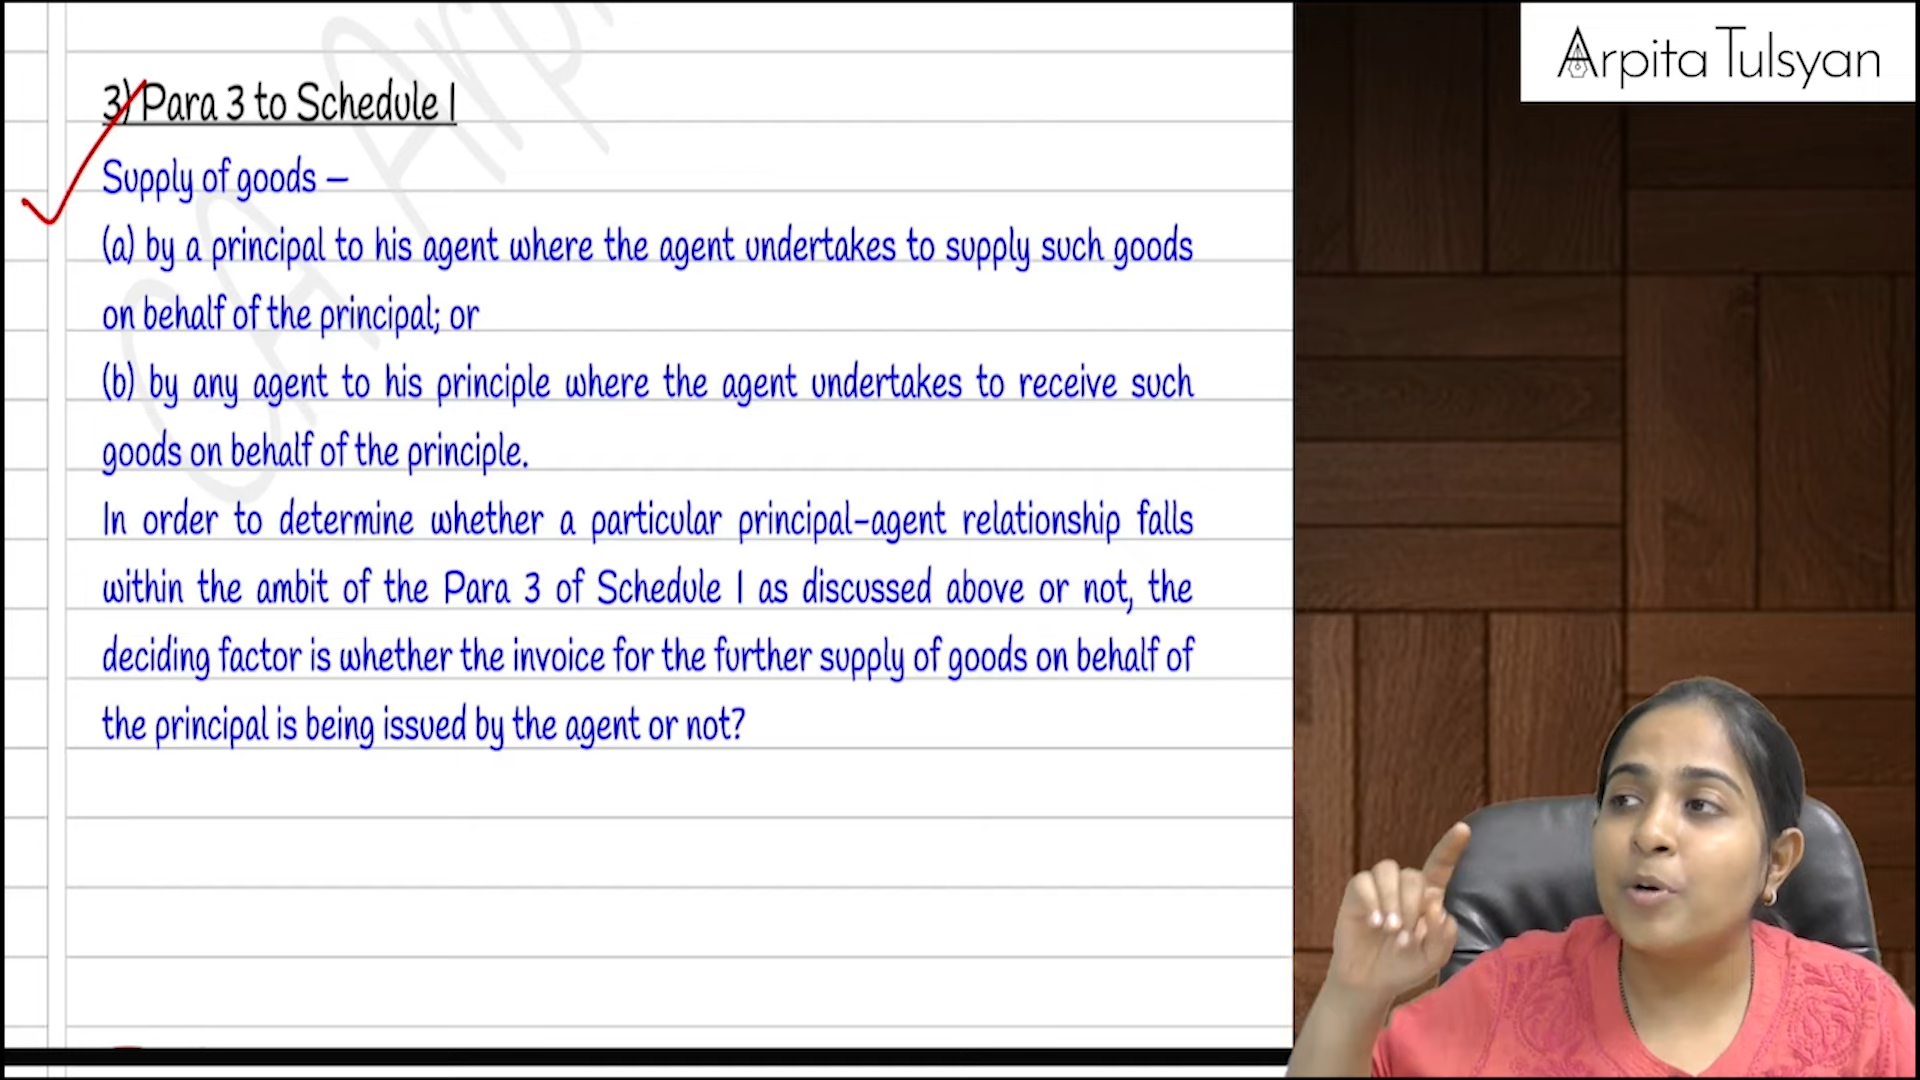 Arpita Tulsyan
3) Para 3 to Schedule I
Supply of goods –
(a) by a principal to his agent where the agent undertakes to supply such goods
on behalf of the principal; or
(b) by any agent to his principle where the agent undertakes to receive such
goods on behalf of the principle.
In order to determine whether a particular principal-agent relationship falls
within the ambit of the Para 3 of Schedule I as discussed above or not, the
deciding factor is whether the invoice for the further supply of goods on behalf of
the principal is being issued by the agent or not?
CA Arpi